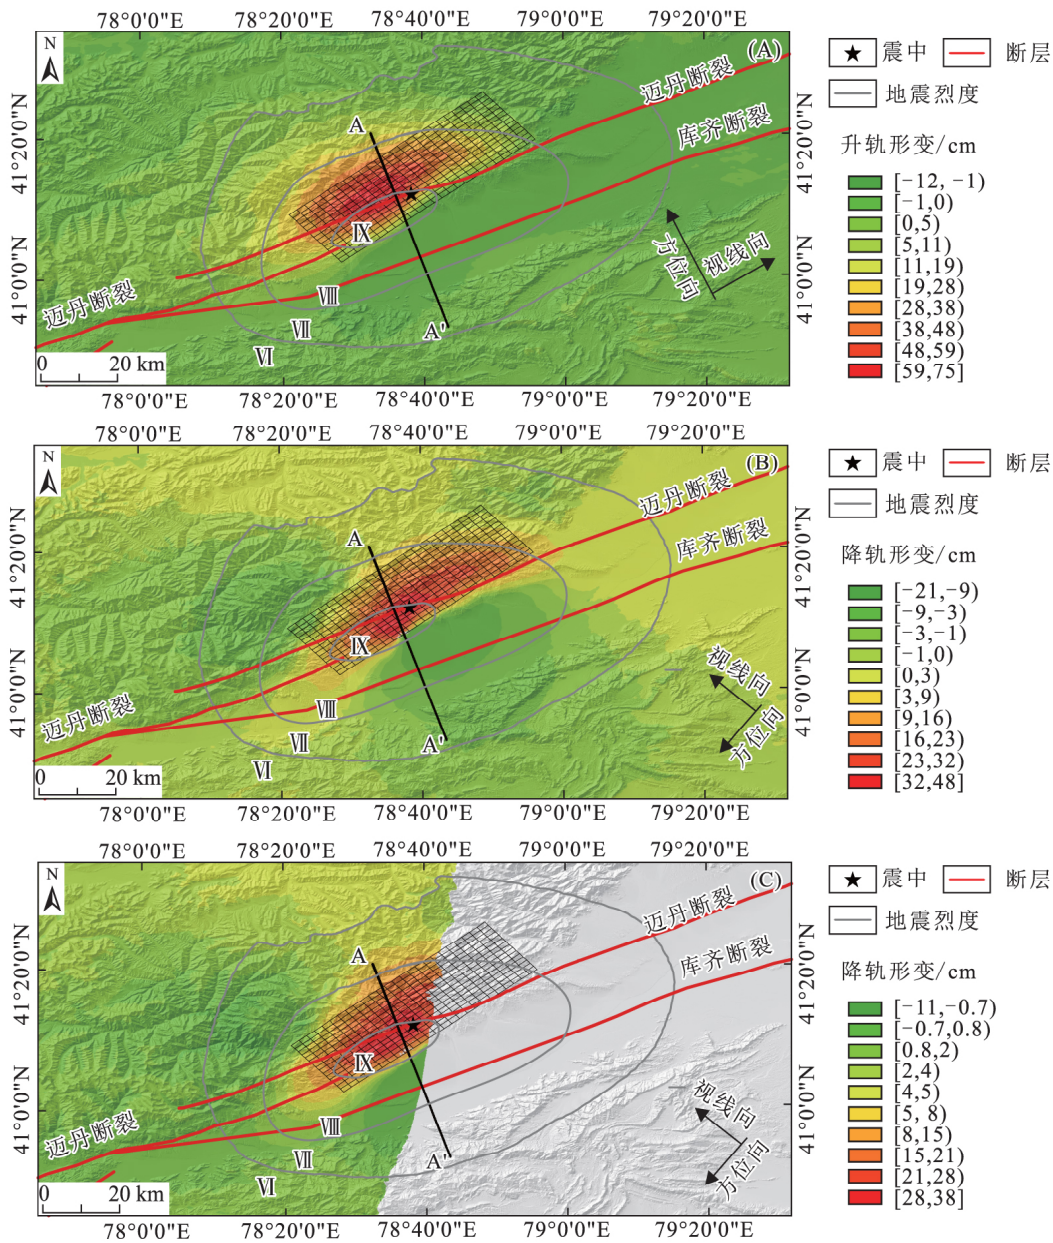 78°0'0"E 78°20'0"E 78°40'0"E 79°0'0"E 79°20'0"E
N
(A)
迈丹断裂
库齐断裂
A
Ⅸ
Ⅷ
Ⅶ
Ⅵ
A'
迈丹断裂
方位向
视线向
0 20 km
41°20'0"N
41°0'0"N
41°20'0"N
41°0'0"N
78°0'0"E 78°20'0"E 78°40'0"E 79°0'0"E 79°20'0"E
震中 断层
地震烈度
升轨形变/cm
[-12, -1)
[-1,0)
[0,5)
[5,11)
[11,19)
[19,28)
[28,38)
[38,48)
[48,59)
[59,75]
78°0'0"E 78°20'0"E 78°40'0"E 79°0'0"E 79°20'0"E
N
(B)
迈丹断裂
库齐断裂
A
Ⅸ
Ⅷ
Ⅶ
Ⅵ
A'
迈丹断裂
视线向
方位向
0 20 km
41°20'0"N
41°0'0"N
41°20'0"N
41°0'0"N
78°0'0"E 78°20'0"E 78°40'0"E 79°0'0"E 79°20'0"E
震中 断层
地震烈度
降轨形变/cm
[-21,-9)
[-9,-3)
[-3,-1)
[-1,0)
[0,3)
[3,9)
[9,16)
[16,23)
[23,32)
[32,48]
N
(C)
迈丹断裂
库齐断裂
A
Ⅸ
Ⅷ
Ⅶ
Ⅵ
A'
迈丹断裂
视线向
方位向
0 20 km
41°20'0"N
41°0'0"N
41°20'0"N
41°0'0"N
78°0'0"E 78°20'0"E 78°40'0"E 79°0'0"E 79°20'0"E
震中 断层
地震烈度
降轨形变/cm
[-11,-0.7)
[-0.7,0.8)
[0.8,2)
[2,4)
[4,5)
[5, 8)
[8,15)
[15,21)
[21,28)
[28,38]